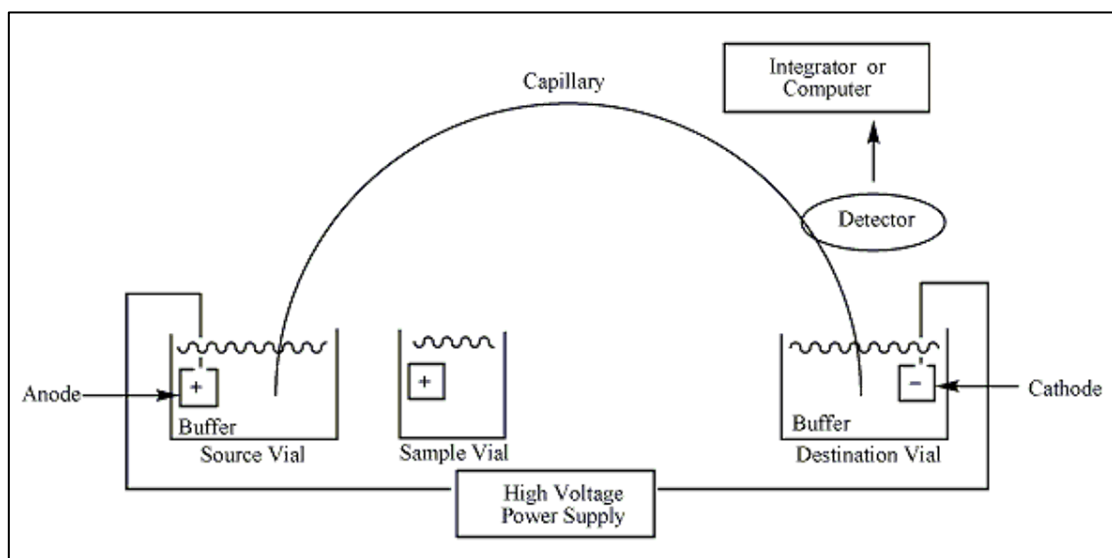 Capillary
Integrator or
Computer
Detector
Anode
+
Buffer
Source Vial
+
Sample Vial
−
Buffer
Destination Vial
Cathode
High Voltage
Power Supply